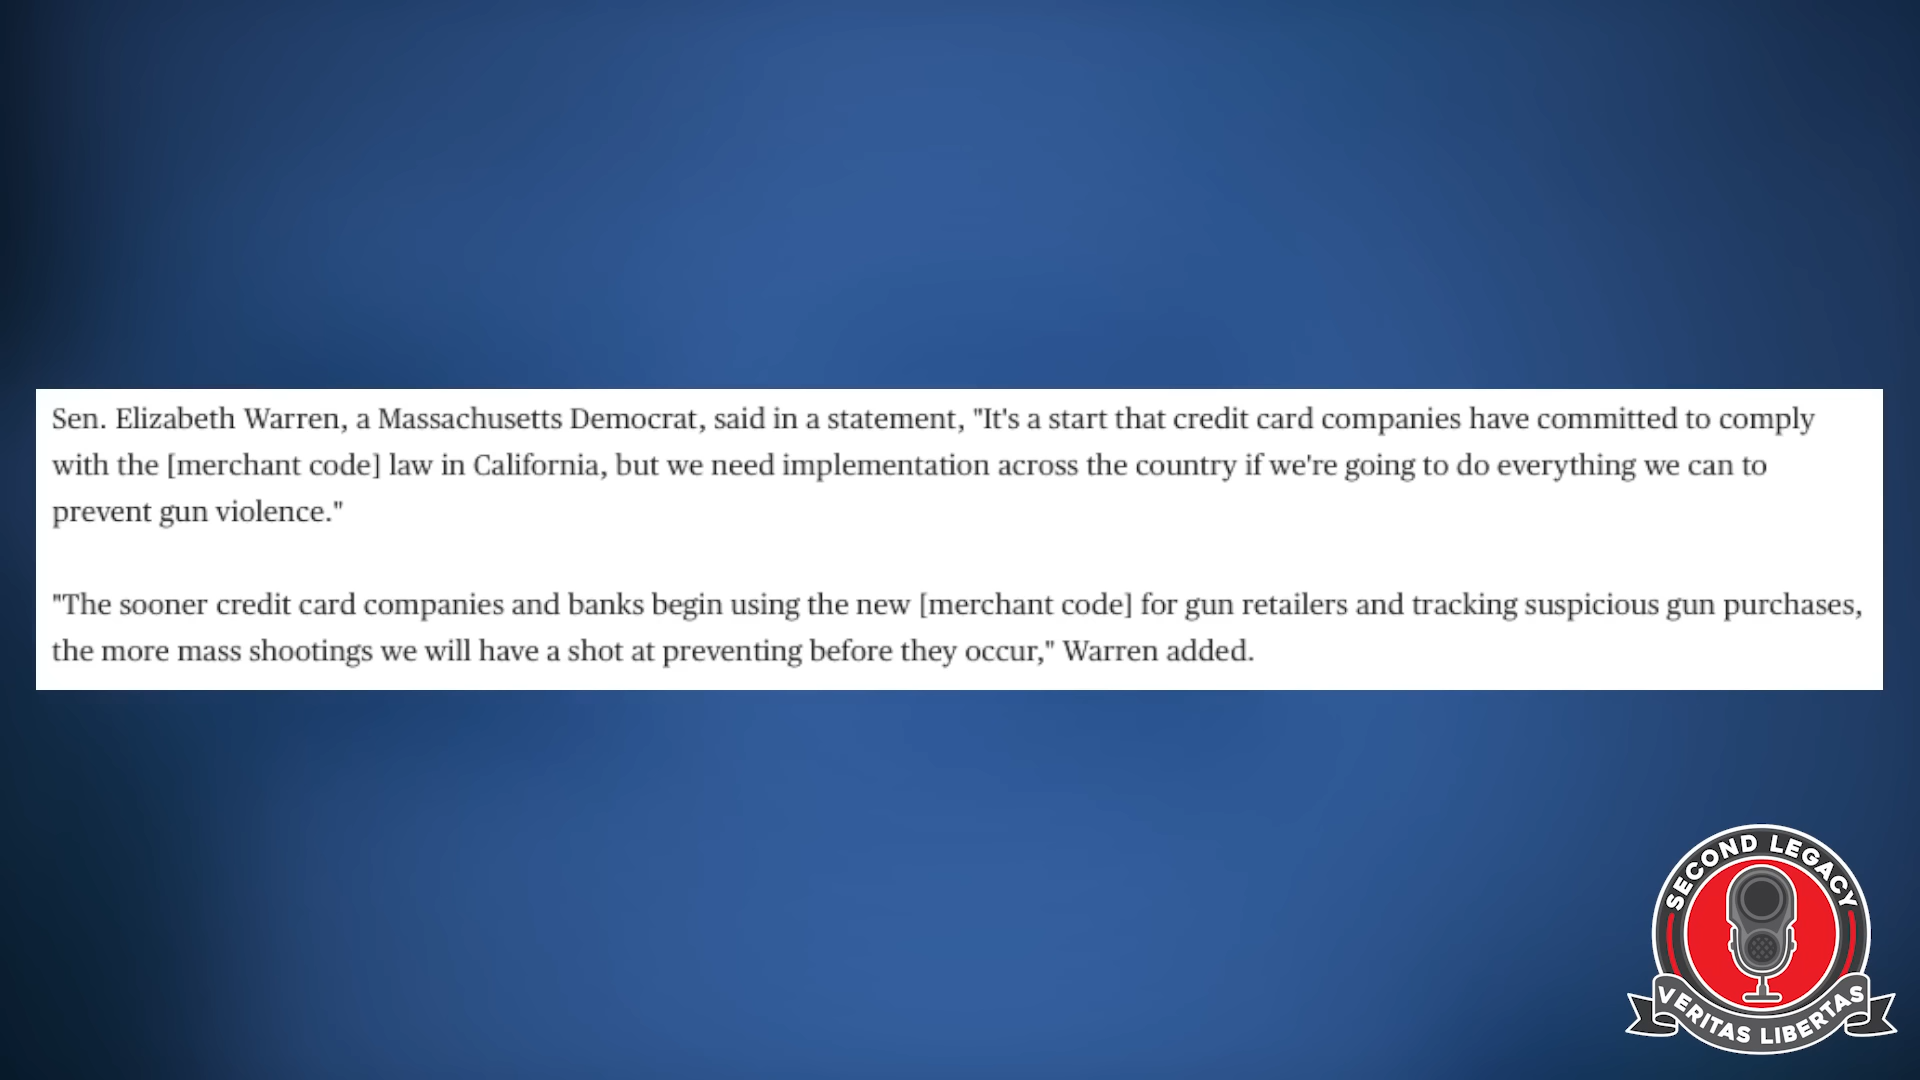 Sen. Elizabeth Warren, a Massachusetts Democrat, said in a statement, "It's a start that credit card companies have committed to comply
with the [merchant code] law in California, but we need implementation across the country if we're going to do everything we can to
prevent gun violence."
"The sooner credit card companies and banks begin using the new [merchant code] for gun retailers and tracking suspicious gun purchases,
the more mass shootings we will have a shot at preventing before they occur," Warren added.
SECOND LEGACY
VERITAS LIBERTAS